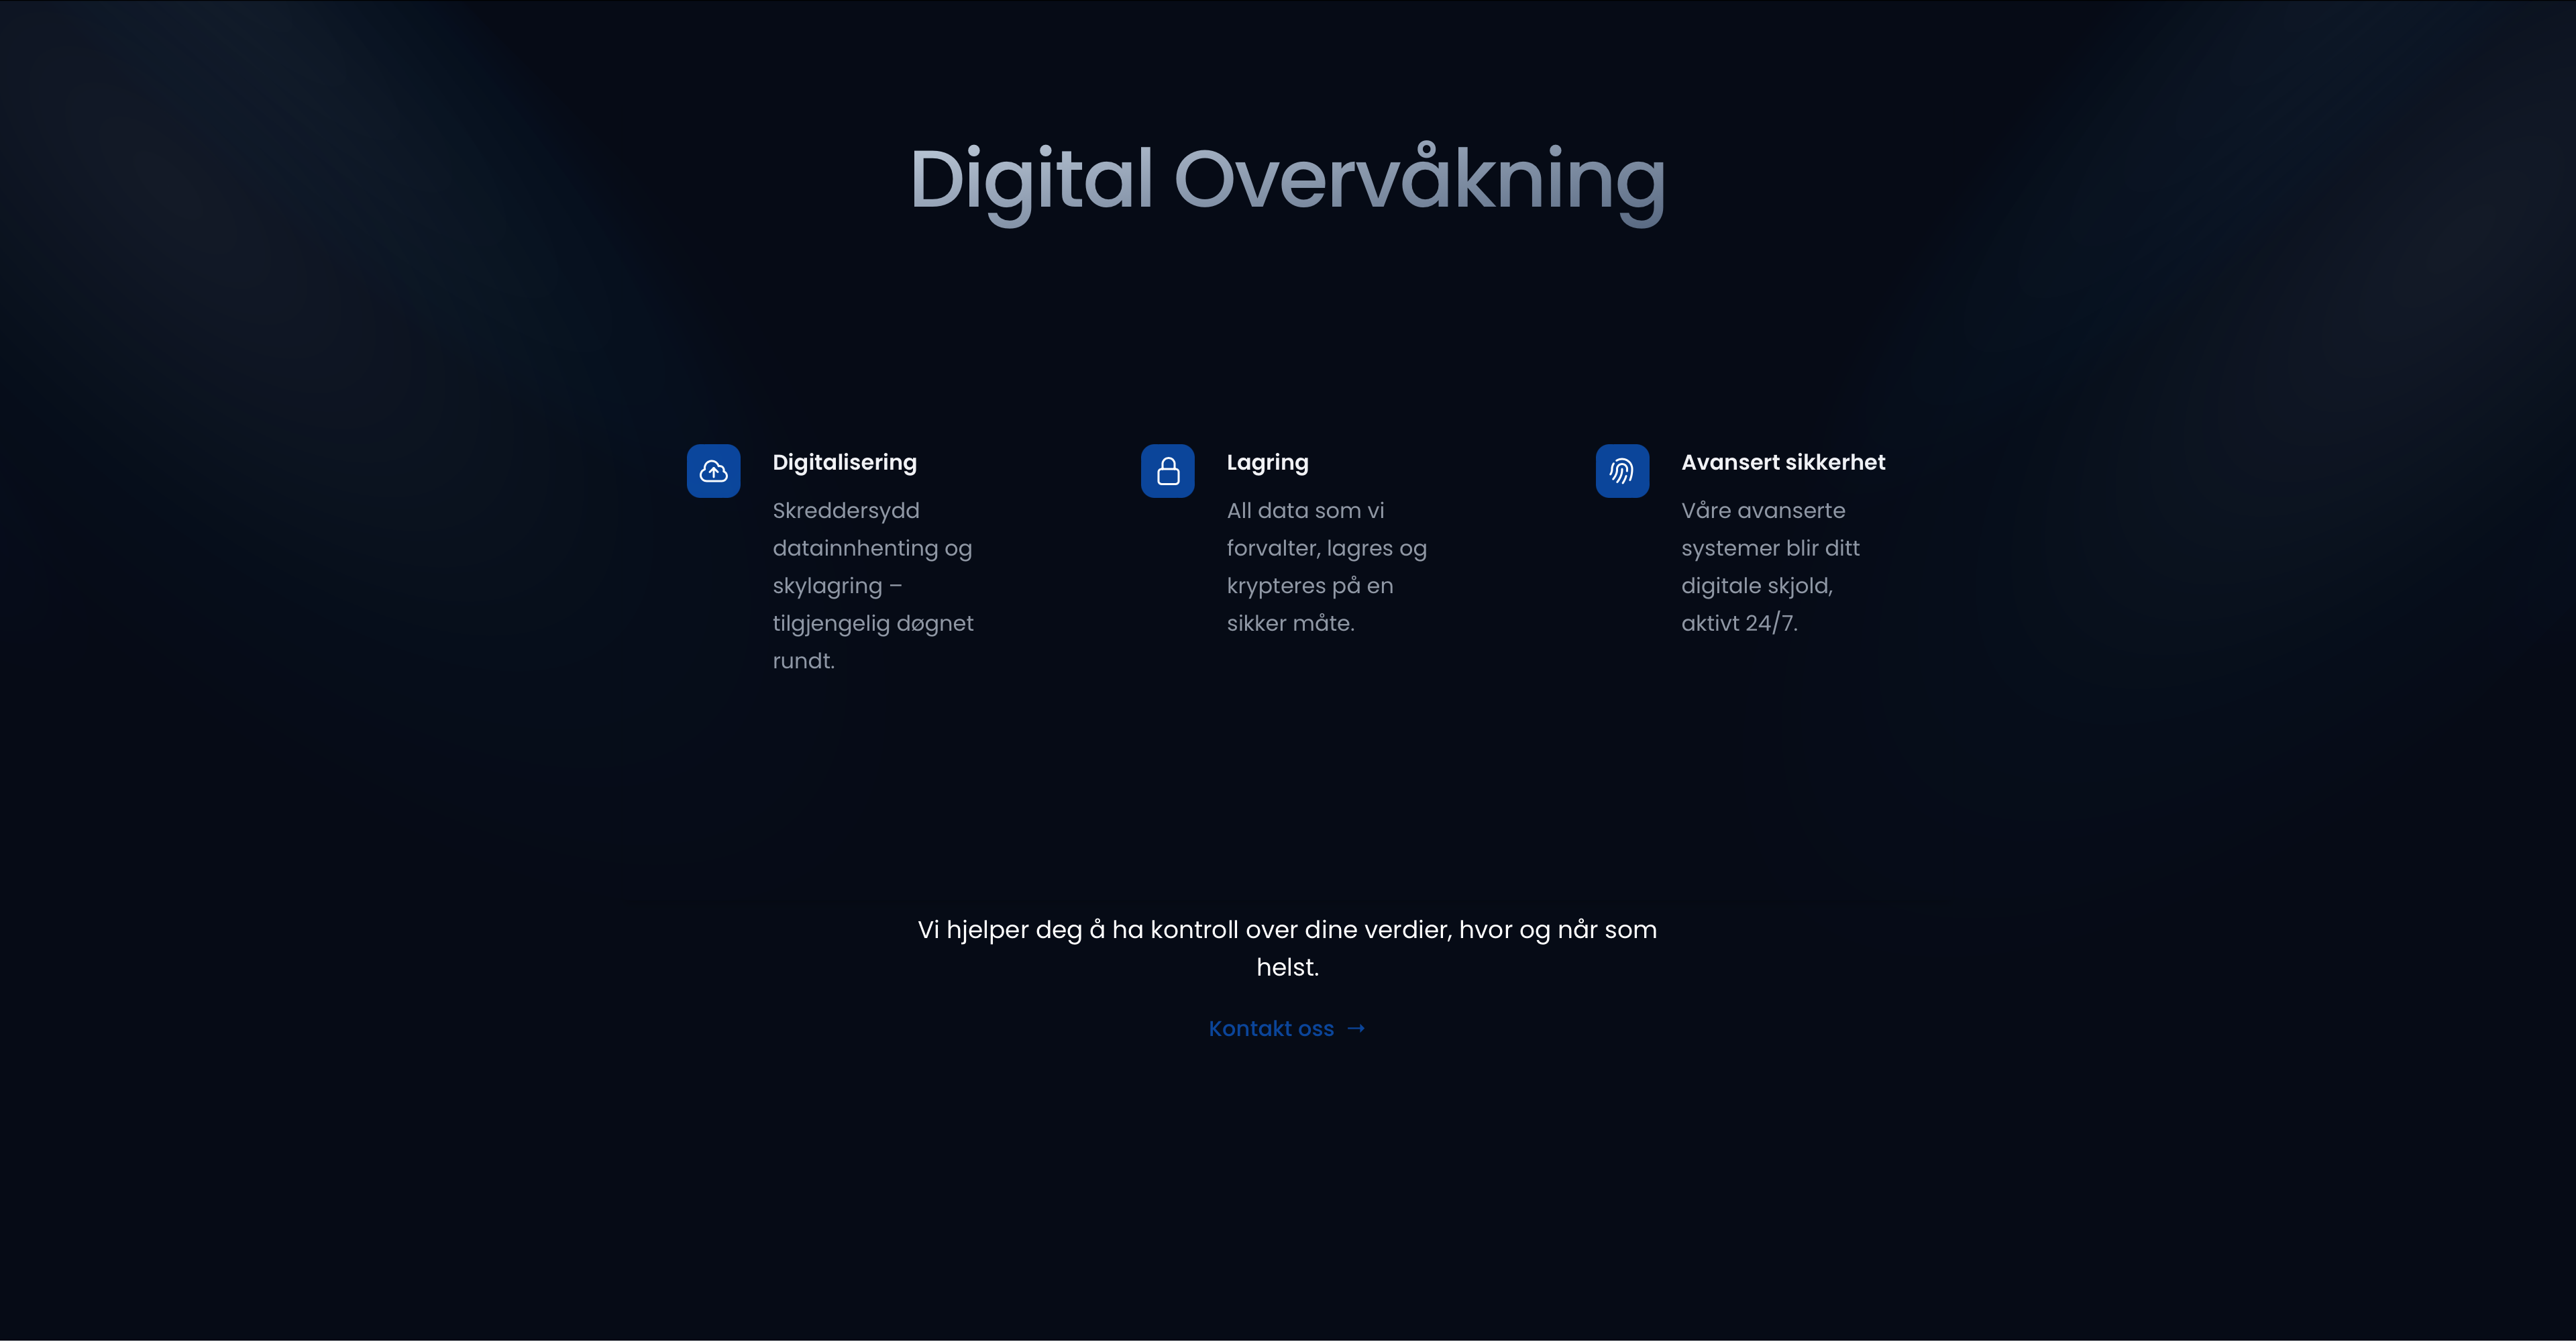 Digital Overvåkning
Digitalisering
Skreddersydd
datainnhenting og
skylagring –
tilgjengelig døgnet
rundt.
Lagring
All data som vi
forvalter, lagres og
krypteres på en
sikker måte.
Avansert sikkerhet
Våre avanserte
systemer blir ditt
digitale skjold,
aktivt 24/7.
Vi hjelper deg å ha kontroll over dine verdier, hvor og når som
helst.
Kontakt oss →